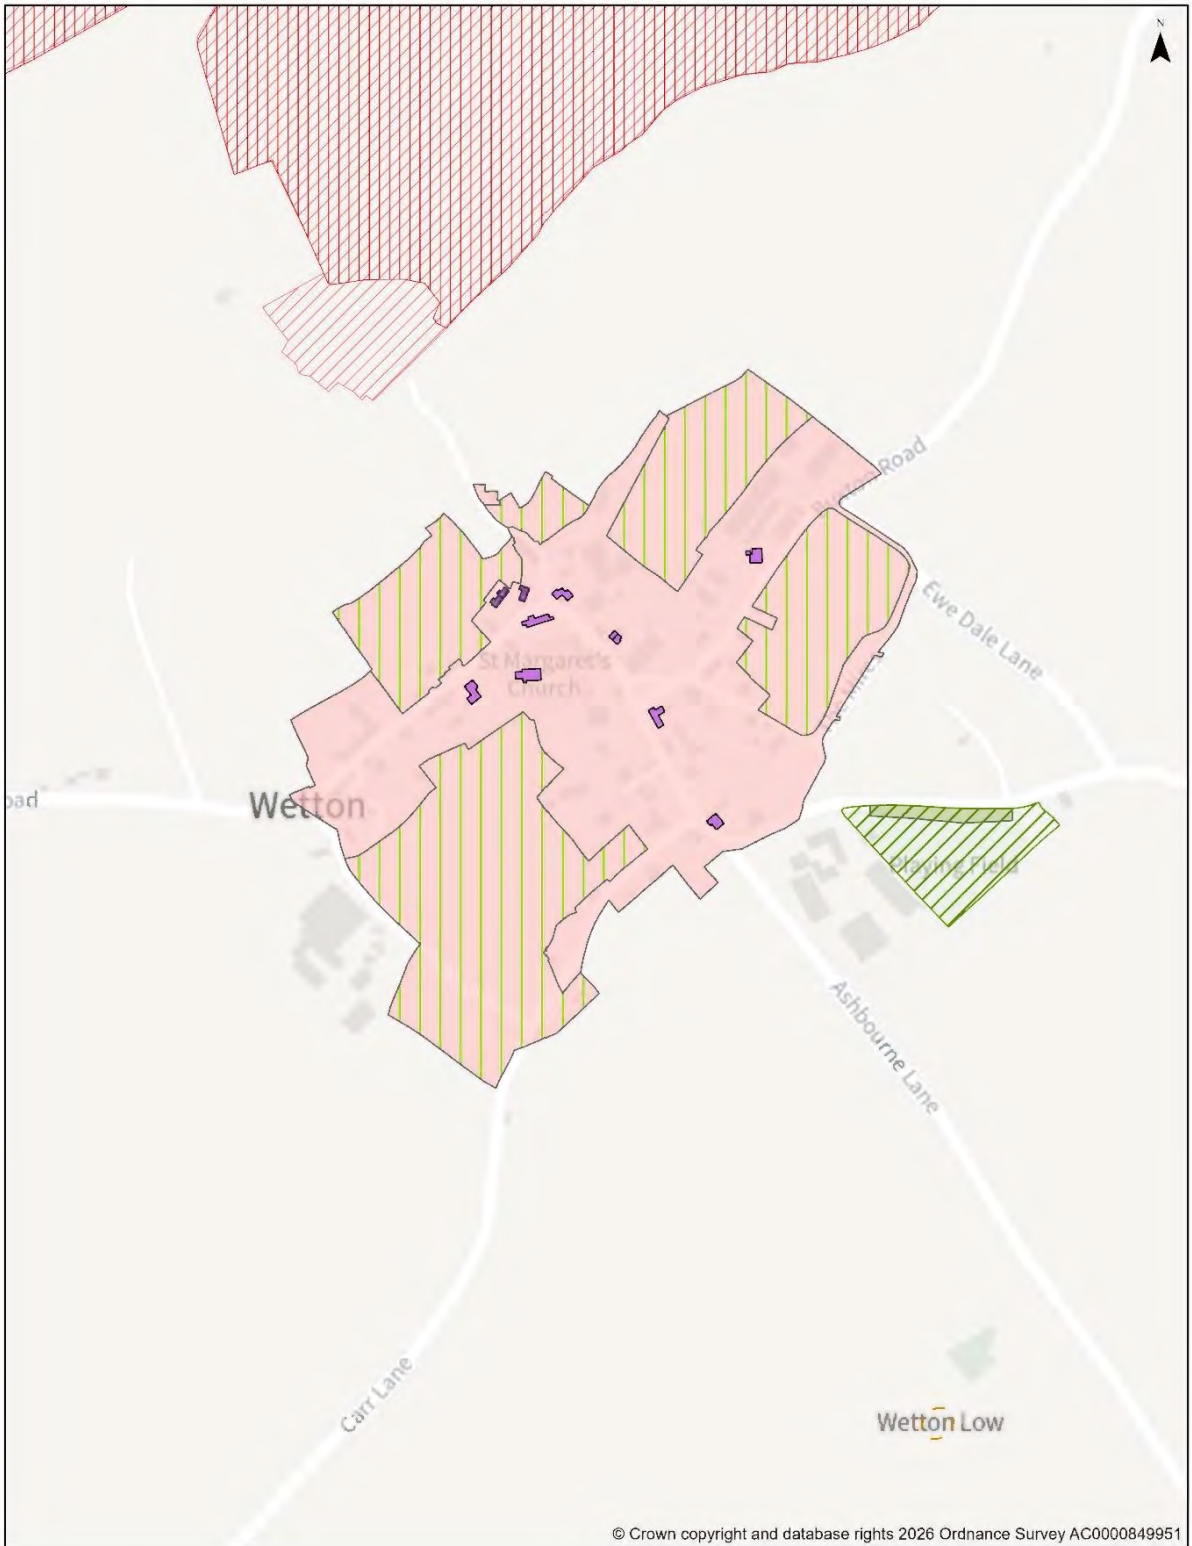 N
Road
St Margaret's
Church
Ewe Dale Lane
oad
Wetton
Playing Field
Ashbourne Lane
Carr Lane
Wetton Low
© Crown copyright and database rights 2026 Ordnance Survey AC0000849951